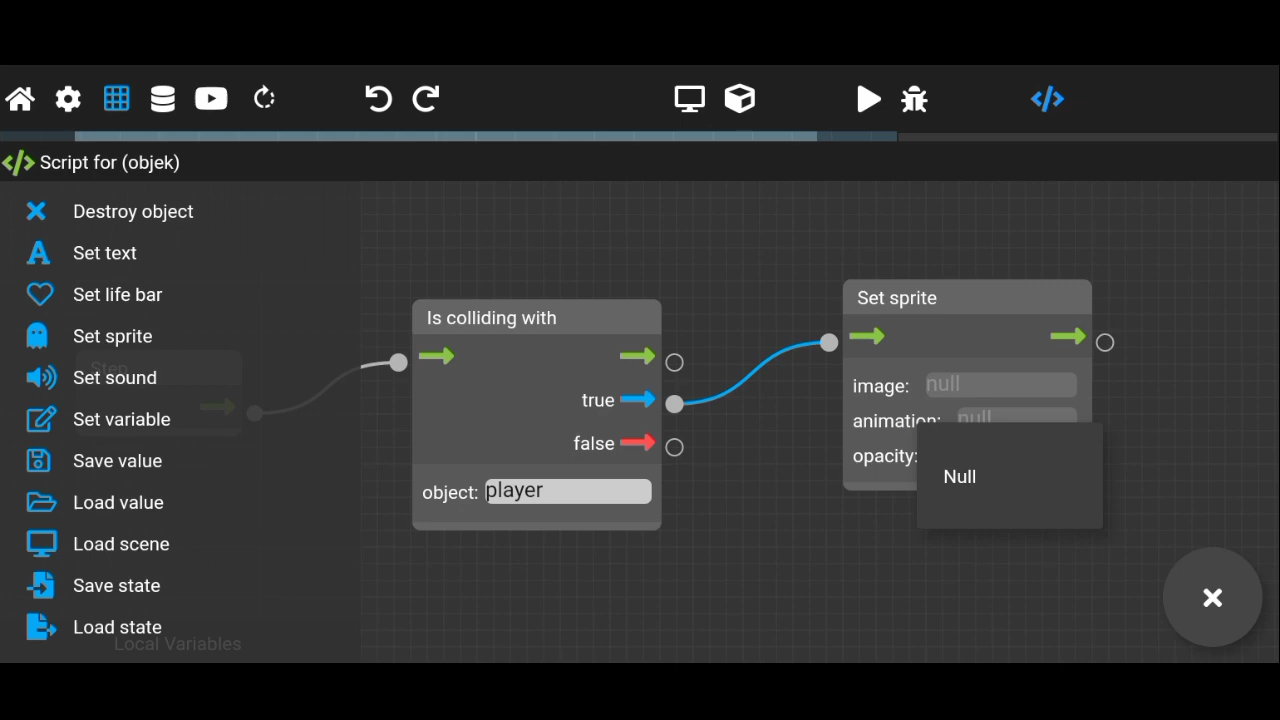 Script for (objek)
Destroy object
Set text
Set life bar
Set sprite
Set sound
Set variable
Save value
Load value
Load scene
Save state
Load state
Step
Local Variables
Is colliding with
true
false
object: player
Set sprite
image: null
animation: null
opacity:
Null